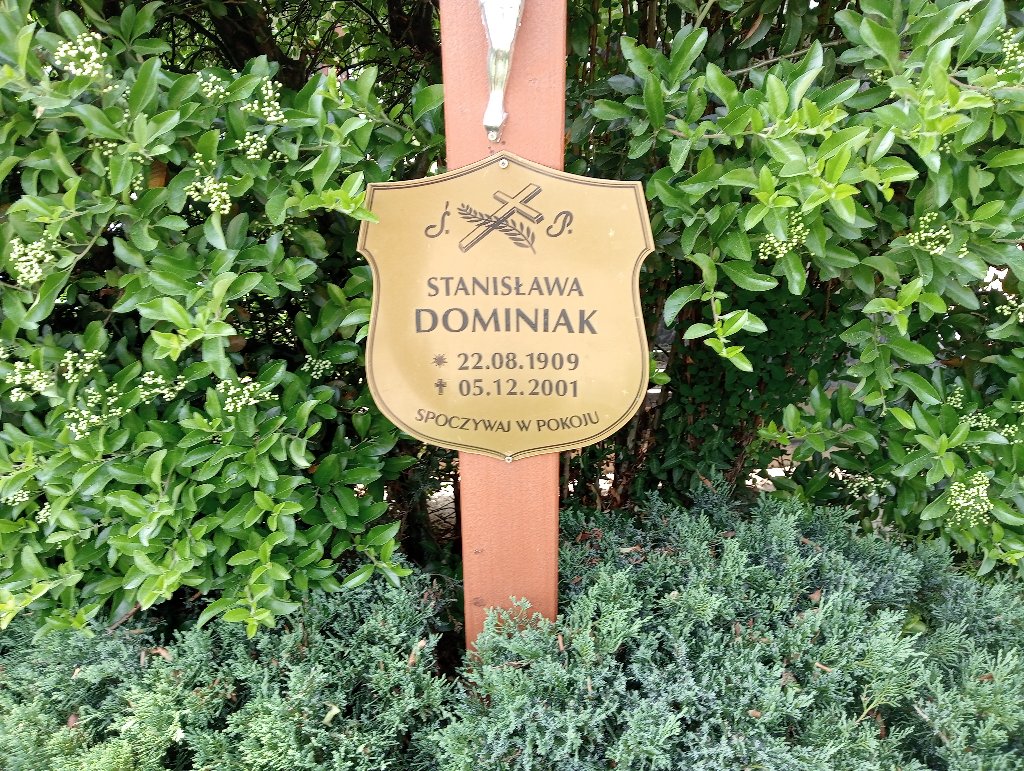 Ś. P.
STANISŁAWA
DOMINIAK
* 22.08.1909
✝ 05.12.2001
SPOCZYWAJ W POKOJU